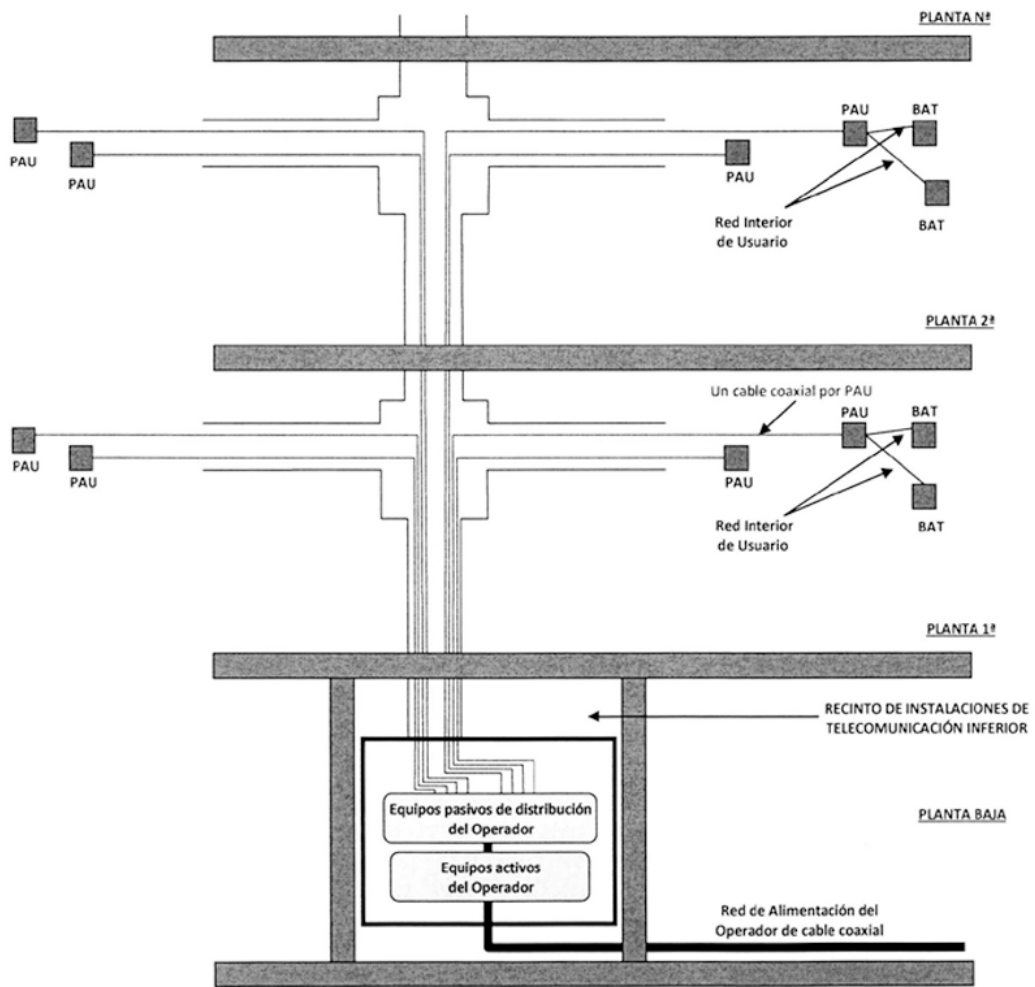 PLANTA Nª
PAU
BAT
PAU
PAU
PAU
BAT
Red Interior
de Usuario
PLANTA 2ª
Un cable coaxial por PAU
PAU
BAT
PAU
PAU
PAU
BAT
Red Interior
de Usuario
PLANTA 1ª
RECINTO DE INSTALACIONES DE
TELECOMUNICACIÓN INFERIOR
Equipos pasivos de distribución
del Operador
PLANTA BAJA
Equipos activos
del Operador
Red de Alimentación del
Operador de cable coaxial